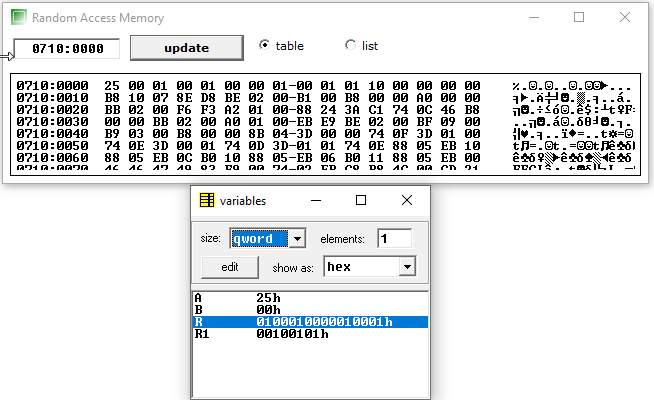 Random Access Memory
0710:0000 update table list
0710:0000 25 00 01 00 01 00 00 01-00 01 01 10 00 00 00 00
0710:0010 B8 10 07 8E D8 BE 02 00-B1 00 B8 00 00 A0 00 00
0710:0020 BB 02 00 F6 F3 A2 01 00-88 24 3A C1 74 0C 46 B8
0710:0030 00 00 BB 02 00 A0 01 00-EB E9 BE 02 00 BF 09 00
0710:0040 B9 03 00 B8 00 00 8B 04-3D 00 00 74 0F 3D 01 00
0710:0050 74 0E 3D 00 01 74 0D 3D-01 01 74 0E 88 05 EB 10
0710:0060 88 05 EB 0C B0 10 88 05-EB 06 B0 11 88 05 EB 00
variables
size: qword elements: 1
edit show as: hex
A 25h
B 00h
R 0100010000010001h
R1 00100101h